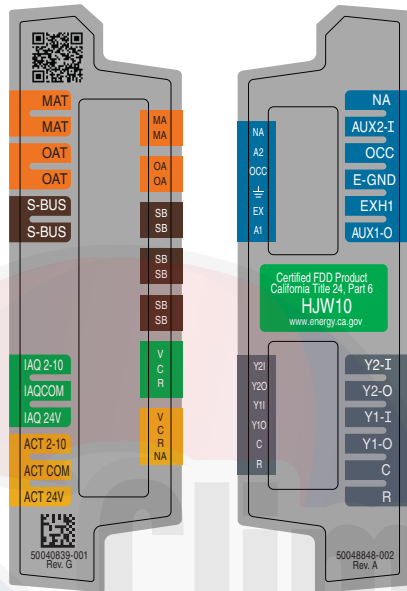 MAT
MAT
OAT
OAT
S-BUS
S-BUS
IAQ 2-10
IAQCOM
IAQ 24V
ACT 2-10
ACT COM
ACT 24V
MA
MA
OA
OA
SB
SB
SB
SB
SB
SB
V
C
R
V
C
R
NA
50040839-001
Rev. G
NA
A2
OCC
EX
A1
NA
AUX2-I
OCC
E-GND
EXH1
AUX1-O
Certified FDD Product
California Title 24, Part 6
HJW10
www.energy.ca.gov
Y2I
Y2O
Y1I
Y1O
C
R
Y2-I
Y2-O
Y1-I
Y1-O
C
R
50048848-002
Rev. A